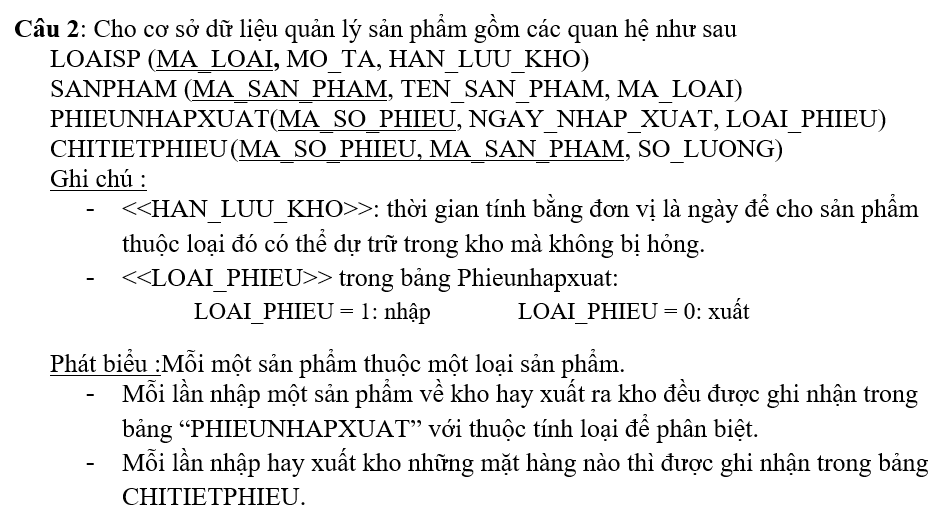 Câu 2: Cho cơ sở dữ liệu quản lý sản phẩm gồm các quan hệ như sau
LOAISP (MA_LOAI, MO_TA, HAN_LUU_KHO)
SANPHAM (MA_SAN_PHAM, TEN_SAN_PHAM, MA_LOAI)
PHIEUNHAPXUAT(MA_SO_PHIEU, NGAY_NHAP_XUAT, LOAI_PHIEU)
CHITIETPHIEU(MA_SO_PHIEU, MA_SAN_PHAM, SO_LUONG)
Ghi chú :
- <<HAN_LUU_KHO>>: thời gian tính bằng đơn vị là ngày để cho sản phẩm
thuộc loại đó có thể dự trữ trong kho mà không bị hỏng.
- <<LOAI_PHIEU>> trong bảng Phieunhapxuat:
LOAI_PHIEU = 1: nhập LOAI_PHIEU = 0: xuất
Phát biểu :Mỗi một sản phẩm thuộc một loại sản phẩm.
- Mỗi lần nhập một sản phẩm về kho hay xuất ra kho đều được ghi nhận trong
bảng “PHIEUNHAPXUAT” với thuộc tính loại để phân biệt.
- Mỗi lần nhập hay xuất kho những mặt hàng nào thì được ghi nhận trong bảng
CHITIETPHIEU.